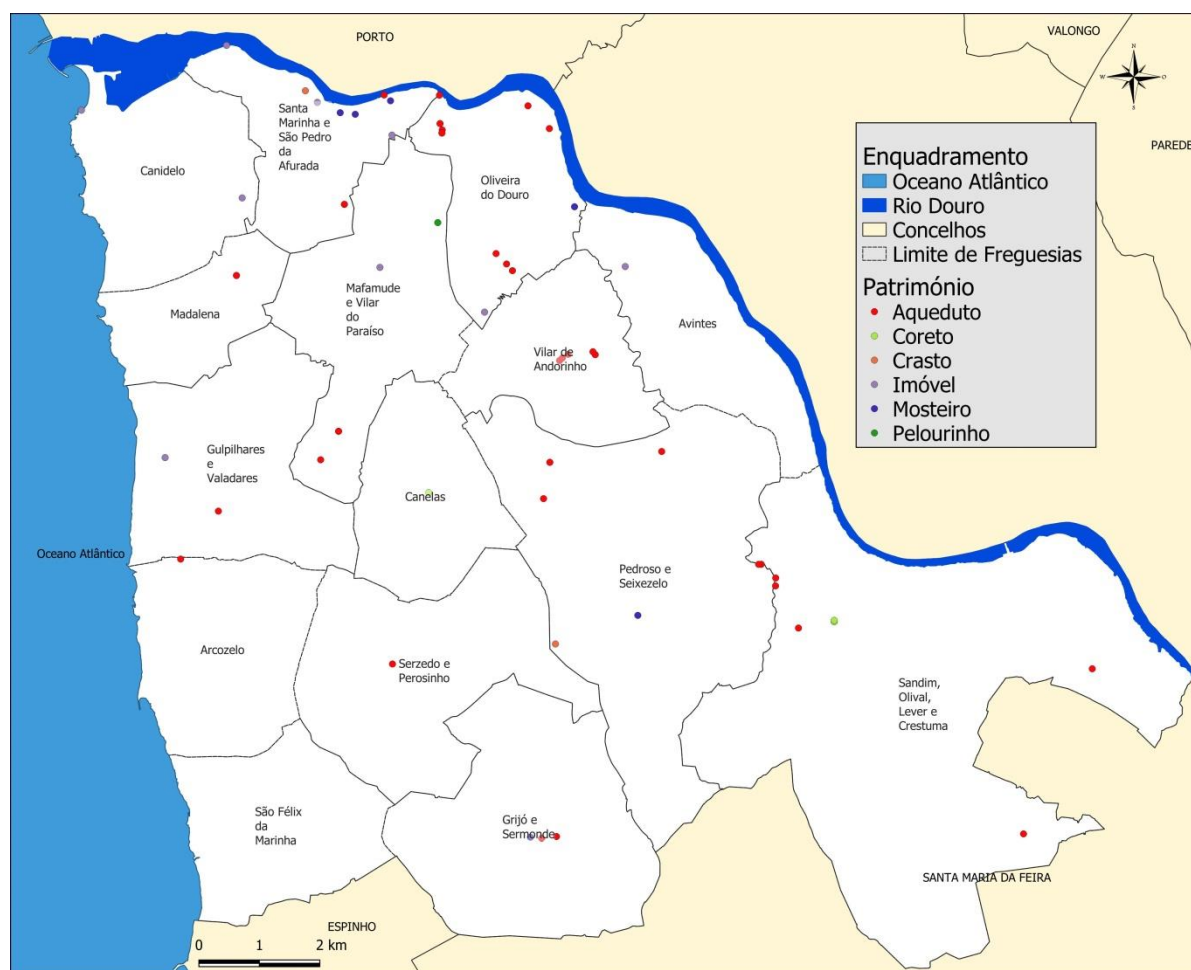 PORTO
VALONGO
N
W
O
S
PAREDE
Santa
Marinha e
São Pedro
da
Afurada
Canidelo
Oliveira
do Douro
Enquadramento
Oceano Atlântico
Rio Douro
Concelhos
Limite de Freguesias
Património
Aqueduto
Coreto
Crasto
Imóvel
Mosteiro
Pelourinho
Madalena
Mafamude
e Vilar
do
Paraíso
Avintes
Vilar de
Andorinho
Gulpilhares
e
Valadares
Canelas
Oceano Atlântico
Pedroso e
Seixezelo
Arcozelo
Serzedo e
Perosinho
Sandim,
Olival,
Lever e
Crestuma
São Félix
da
Marinha
Grijó e
Sermonde
SANTA MARIA DA FEIRA
ESPINHO
0 1 2 km